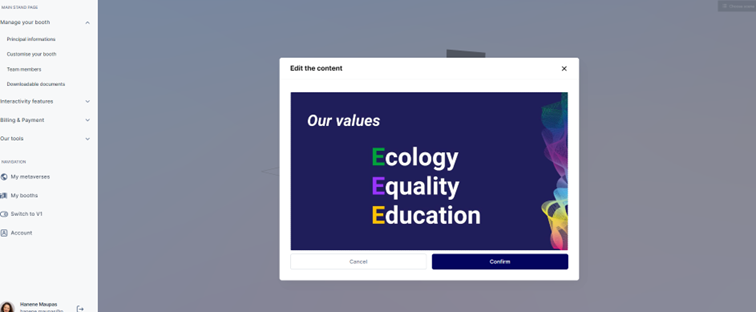 MAIN STAND PAGE
Manage your booth
Principal informations
Customise your booth
Team members
Downloadable documents
Interactivity features
Billing & Payment
Our tools
NAVIGATION
My metaverses
My booths
Switch to V1
Account
Hanene Maupas
Edit the content
Our values
Ecology
Equality
Education
Cancel
Confirm